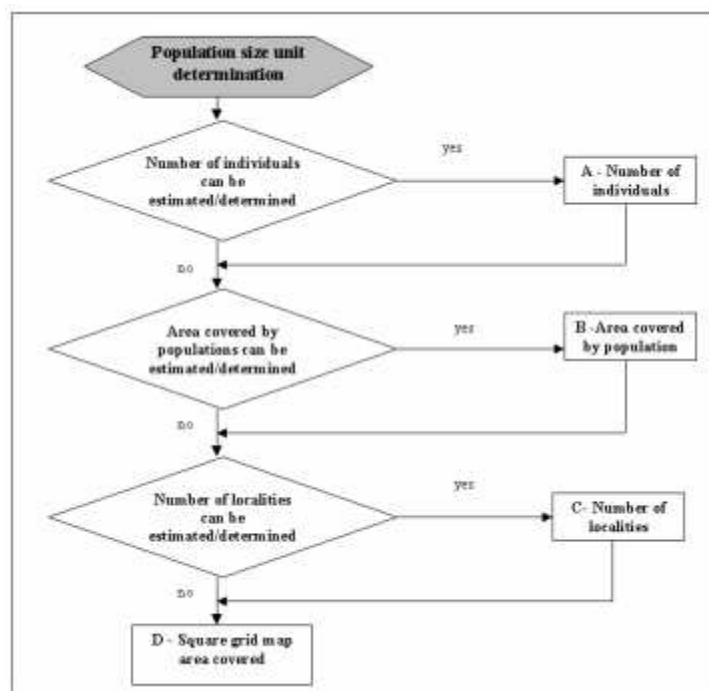 Population size unit
determination
Number of individuals
can be
estimated/determined
yes
A - Number of
individuals
no
Area covered by
populations can be
estimated/determined
yes
B -Area covered
by population
no
Number of localities
can be
estimated/determined
yes
C- Number of
localities
no
D - Square grid map
area covered